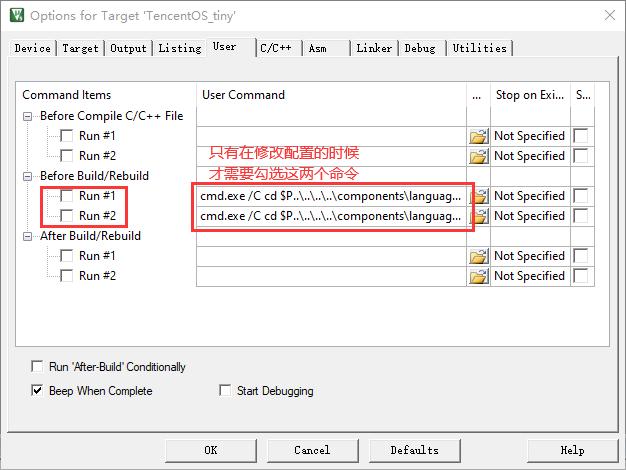 Options for Target 'TencentOS_tiny'
Device Target Output Listing User C/C++ Asm Linker Debug Utilities
Command Items User Command ... Stop on Exi... S...
Before Compile C/C++ File
Run #1 Not Specified
Run #2 Not Specified
只有在修改配置的时候
才需要勾选这两个命令
Before Build/Rebuild
Run #1 cmd.exe /C cd $P..\..\..\..\components\languag... Not Specified
Run #2 cmd.exe /C cd $P..\..\..\..\components\languag... Not Specified
After Build/Rebuild
Run #1 Not Specified
Run #2 Not Specified
Run 'After-Build' Conditionally
Beep When Complete Start Debugging
OK Cancel Defaults Help